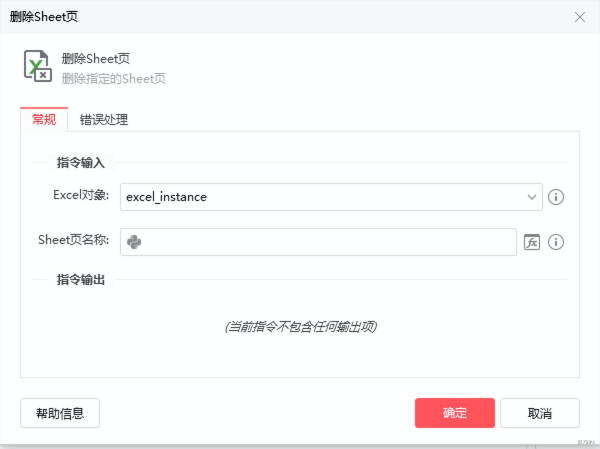 删除Sheet页
删除Sheet页
删除指定的Sheet页
常规 错误处理
指令输入
Excel对象: excel_instance
Sheet页名称: fx
指令输出
(当前指令不包含任何输出项)
帮助信息 确定 取消